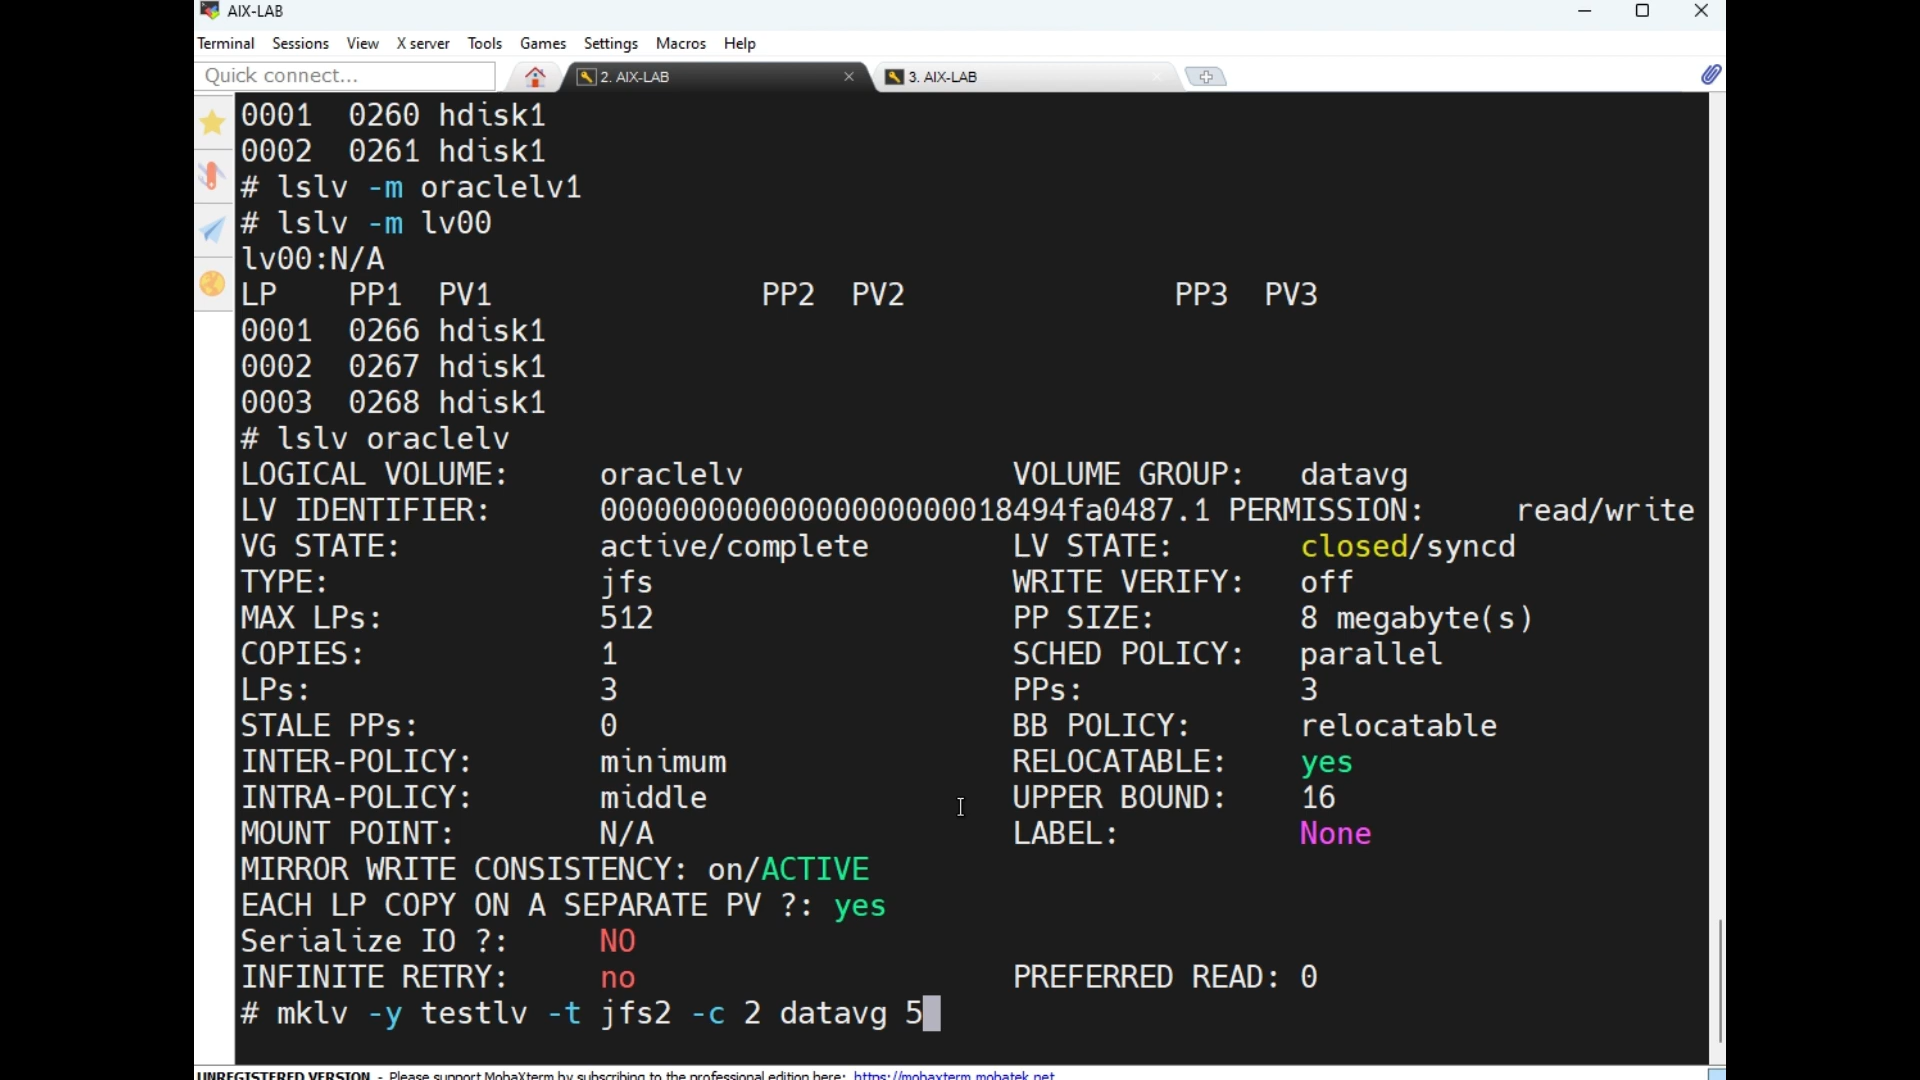 AIX-LAB
Terminal Sessions View X server Tools Games Settings Macros Help
Quick connect... 2. AIX-LAB 3. AIX-LAB
0001 0260 hdisk1
0002 0261 hdisk1
# lslv -m oraclelv1
# lslv -m lv00
lv00:N/A
LP PP1 PV1 PP2 PV2 PP3 PV3
0001 0266 hdisk1
0002 0267 hdisk1
0003 0268 hdisk1
# lslv oraclelv
LOGICAL VOLUME: oraclelv VOLUME GROUP: datavg
LV IDENTIFIER: 0000000000000000000018494fa0487.1 PERMISSION: read/write
VG STATE: active/complete LV STATE: closed/syncd
TYPE: jfs WRITE VERIFY: off
MAX LPs: 512 PP SIZE: 8 megabyte(s)
COPIES: 1 SCHED POLICY: parallel
LPs: 3 PPs: 3
STALE PPs: 0 BB POLICY: relocatable
INTER-POLICY: minimum RELOCATABLE: yes
INTRA-POLICY: middle UPPER BOUND: 16
MOUNT POINT: N/A LABEL: None
MIRROR WRITE CONSISTENCY: on/ACTIVE
EACH LP COPY ON A SEPARATE PV ?: yes
Serialize IO ?: NO
INFINITE RETRY: no PREFERRED READ: 0
# mklv -y testlv -t jfs2 -c 2 datavg 5
UNREGISTERED VERSION - Please support MobaXterm by subscribing to the professional edition here: https://mobaxterm.mobatek.net